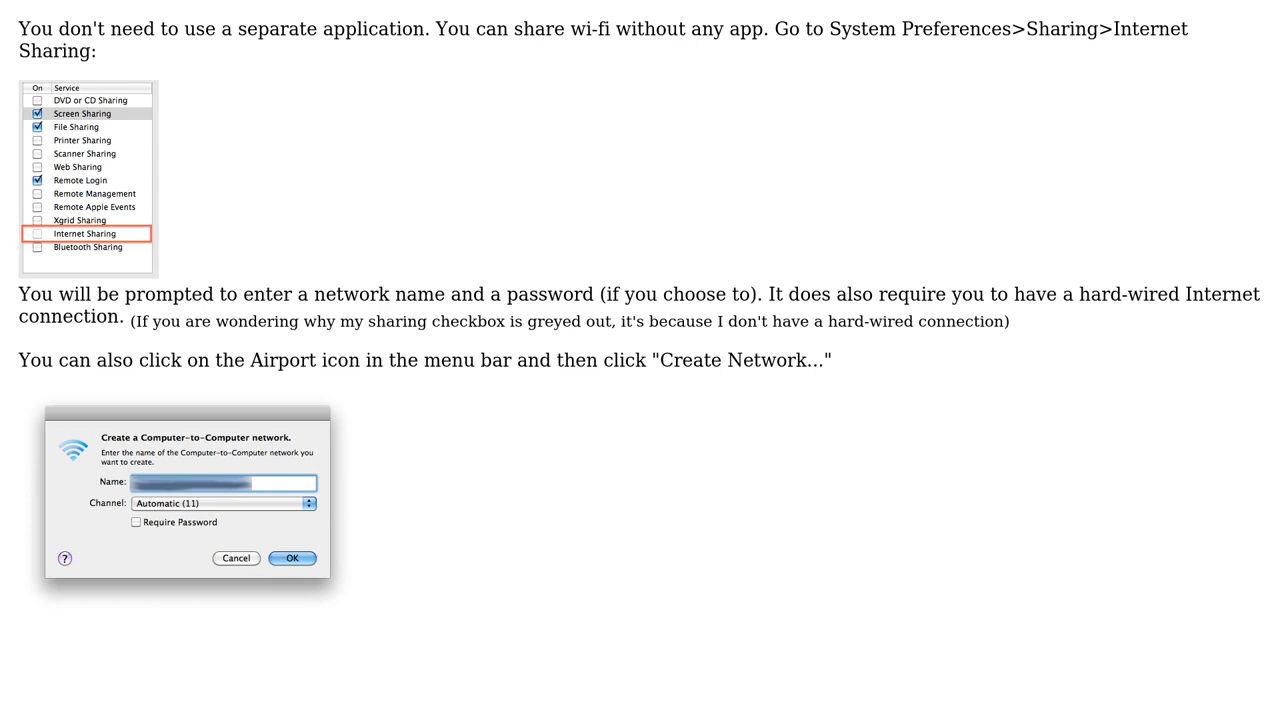 You don't need to use a separate application. You can share wi-fi without any app. Go to System Preferences>Sharing>Internet
Sharing:
On Service
DVD or CD Sharing
Screen Sharing
File Sharing
Printer Sharing
Scanner Sharing
Web Sharing
Remote Login
Remote Management
Remote Apple Events
Xgrid Sharing
Internet Sharing
Bluetooth Sharing
You will be prompted to enter a network name and a password (if you choose to). It does also require you to have a hard-wired Internet
connection. (If you are wondering why my sharing checkbox is greyed out, it's because I don't have a hard-wired connection)
You can also click on the Airport icon in the menu bar and then click "Create Network..."
Create a Computer-to-Computer network.
Enter the name of the Computer-to-Computer network you
want to create.
Name:
Channel: Automatic (11)
Require Password
? Cancel OK